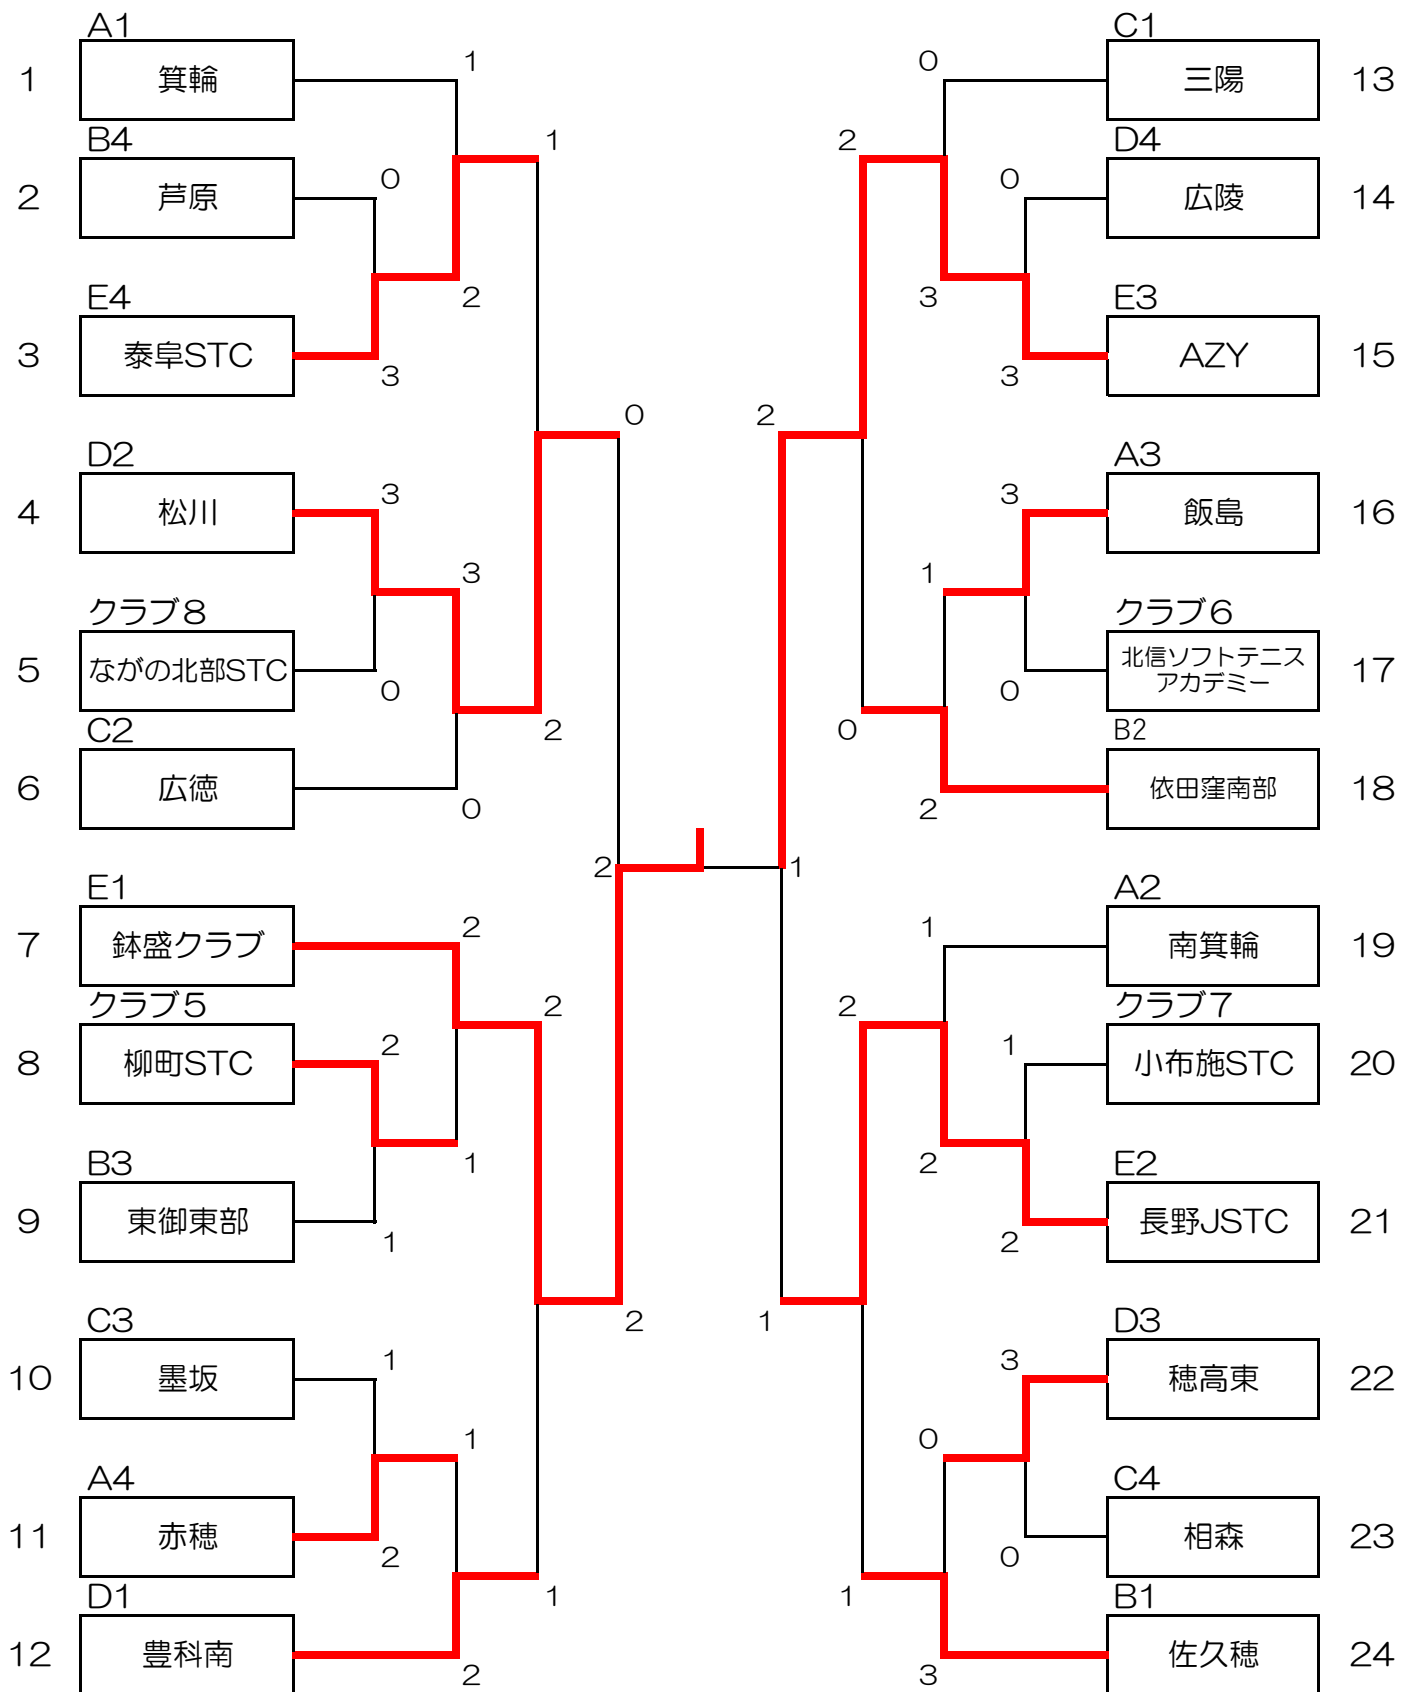 A1
1
箕輪
1
B4
1
2
芦原
0
E4
2
3
泰阜STC
3
0
D2
4
松川
3
クラブ8
3
5
ながの北部STC
0
C2
2
6
広徳
0
2
E1
7
鉢盛クラブ
2
クラブ5
2
8
柳町STC
2
B3
1
9
東御東部
1
C3
2
10
墨坂
1
A4
1
11
赤穂
2
D1
1
12
豊科南
2
C1
0
三陽
13
2
D4
0
広陵
14
3
E3
AZY
15
3
2
A3
3
飯島
16
1
クラブ6
北信ソフトテニス
アカデミー
17
0
0
B2
依田窪南部
18
2
1
A2
1
南箕輪
19
2
クラブ7
1
小布施STC
20
2
E2
長野JSTC
21
2
1
D3
3
穂高東
22
0
C4
相森
23
0
1
B1
佐久穂
24
3